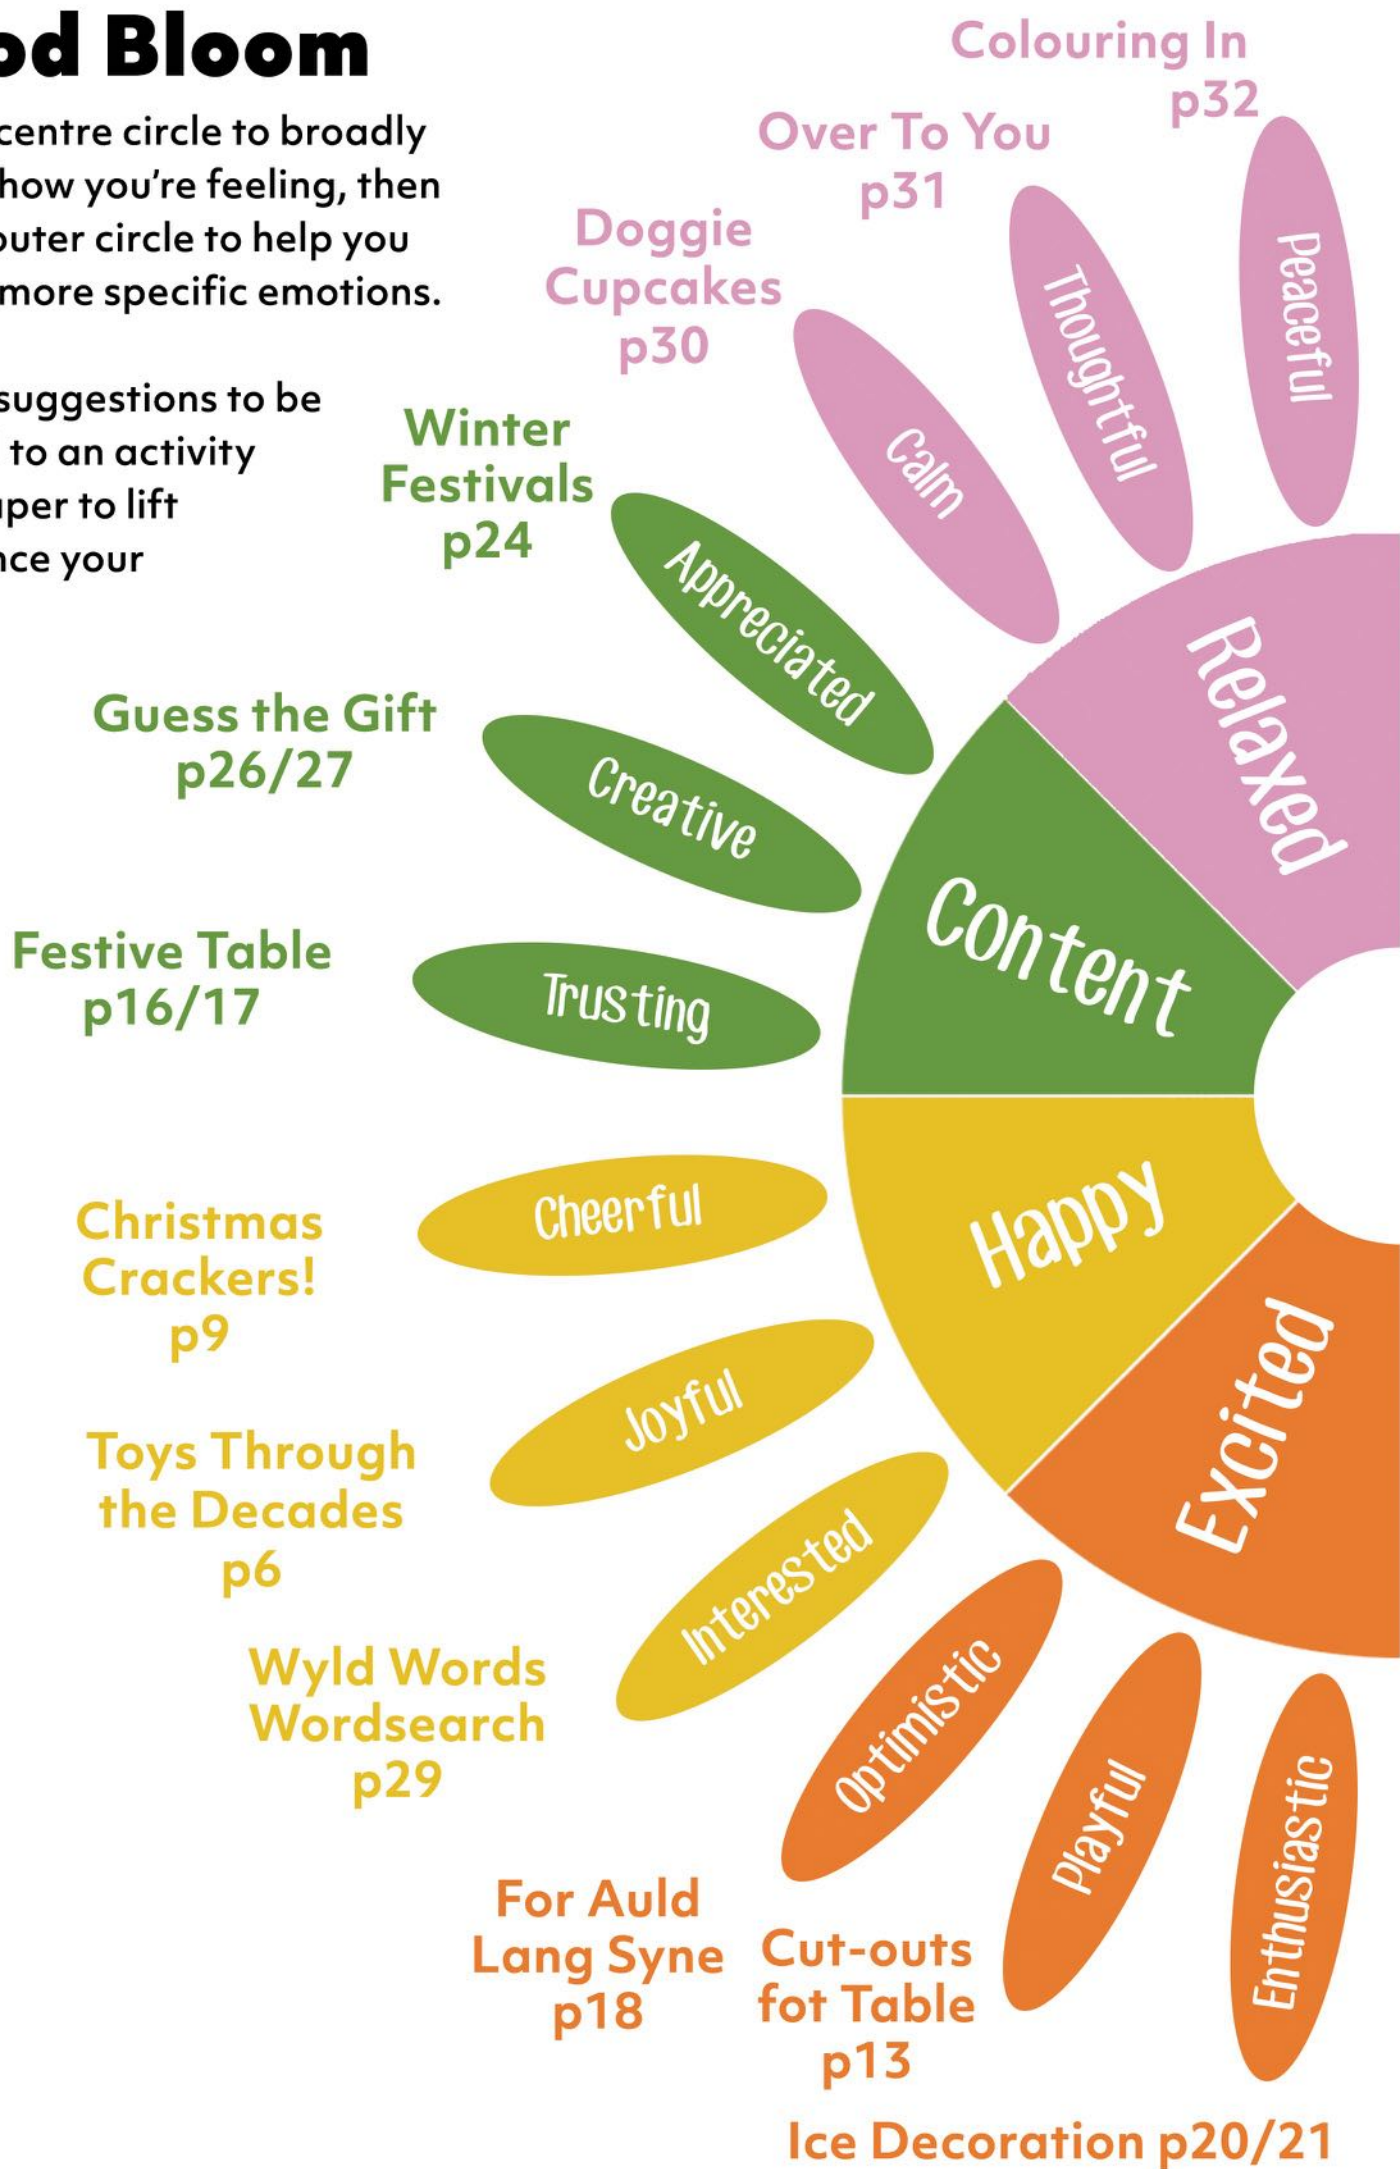 od Bloom
centre circle to broadly
how you're feeling, then
outer circle to help you
more specific emotions.
suggestions to be
to an activity
aper to lift
nce your
Colouring In
p32
Over To You
p31
Doggie
Cupcakes
p30
Winter
Festivals
p24
Guess the Gift
p26/27
Festive Table
p16/17
Christmas
Crackers!
p9
Toys Through
the Decades
p6
Wyld Words
Wordsearch
p29
For Auld
Lang Syne
p18
Cut-outs
fot Table
p13
Ice Decoration p20/21
Peaceful
Thoughtful
Calm
Appreciated
Creative
Trusting
Cheerful
Joyful
Interested
Optimistic
Playful
Enthusiastic
Relaxed
Content
Happy
Excited